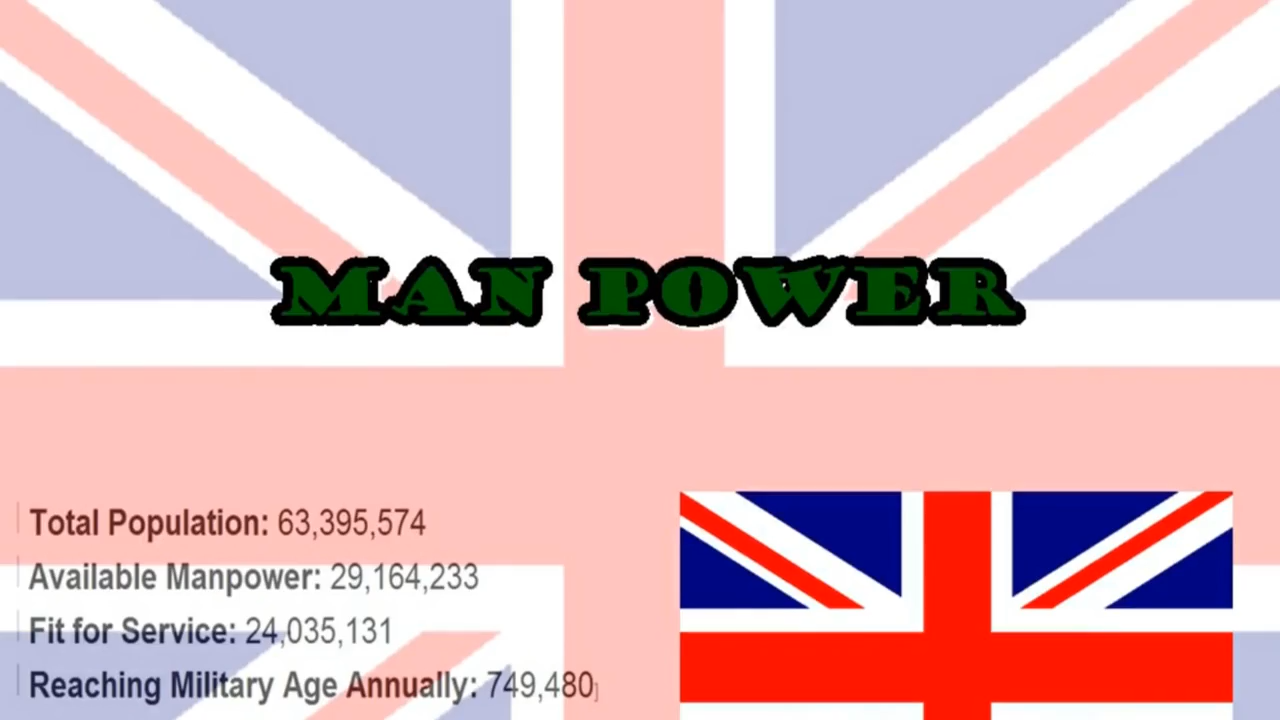 MAN POWER
Total Population: 63,395,574
Available Manpower: 29,164,233
Fit for Service: 24,035,131
Reaching Military Age Annually: 749,480]